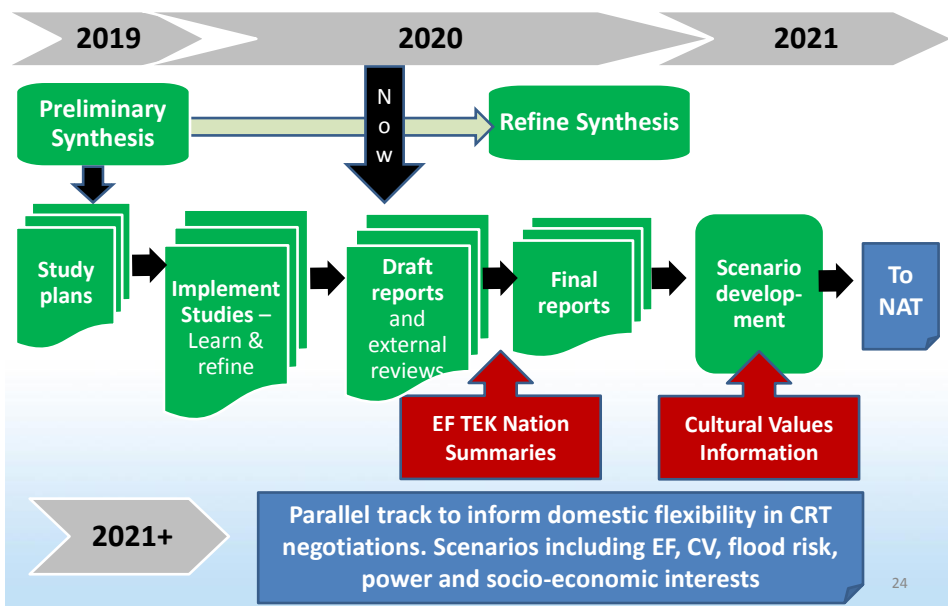 2019
2020
2021
N
o
w
Preliminary
Synthesis
Refine Synthesis
Study
plans
Implement
Studies –
Learn &
refine
Draft
reports
and
external
reviews
Final
reports
Scenario
develop-
ment
To
NAT
EF TEK Nation
Summaries
Cultural Values
Information
2021+
Parallel track to inform domestic flexibility in CRT
negotiations. Scenarios including EF, CV, flood risk,
power and socio-economic interests
24